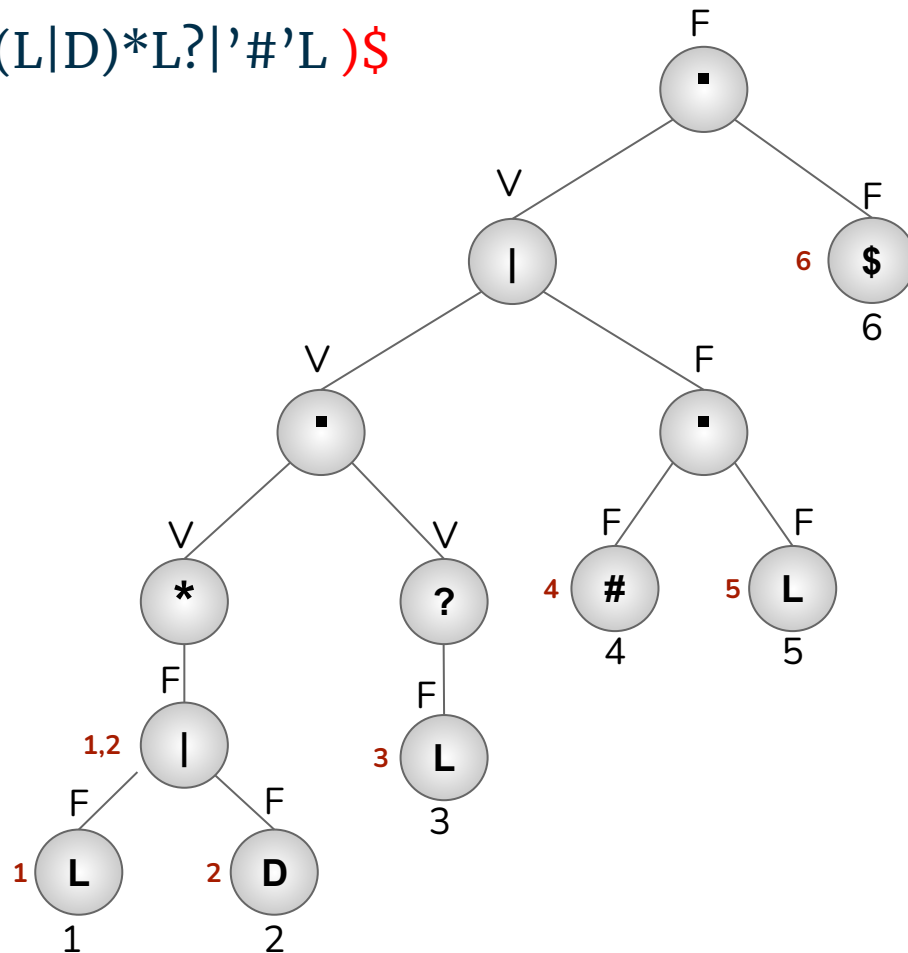 (L|D)*L?|’#’L )$
F
.
V
F
|
6 $
6
V
F
.
.
V
V
F
F
*
?
4 #
5 L
4
5
F
F
1,2 |
3 L
F
F
3
1 L
2 D
1
2